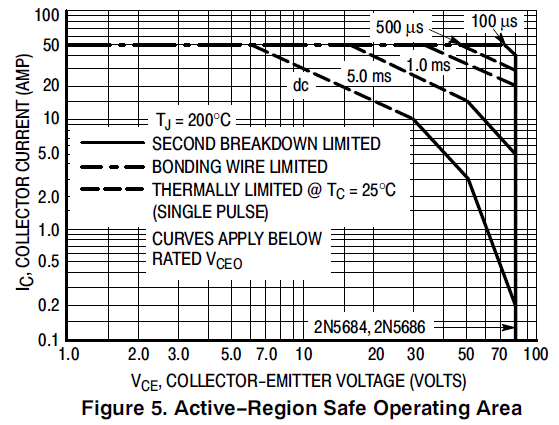 100
50
20
10
5.0
2.0
1.0
0.5
0.2
0.1
IC, COLLECTOR CURRENT (AMP)
500 µs
100 µs
1.0 ms
5.0 ms
dc
TJ = 200°C
SECOND BREAKDOWN LIMITED
BONDING WIRE LIMITED
THERMALLY LIMITED @ TC = 25°C
(SINGLE PULSE)
CURVES APPLY BELOW
RATED VCEO
2N5684, 2N5686
1.0 2.0 3.0 5.0 7.0 10 20 30 50 70 100
VCE, COLLECTOR-EMITTER VOLTAGE (VOLTS)
Figure 5. Active-Region Safe Operating Area